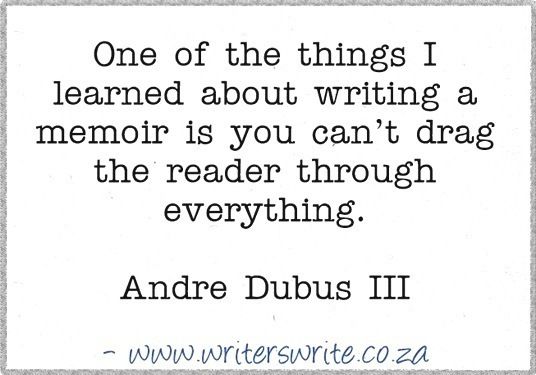 One of the things I
learned about writing a
memoir is you can't drag
the reader through
everything.
Andre Dubus III
- www.writerswrite.co.za